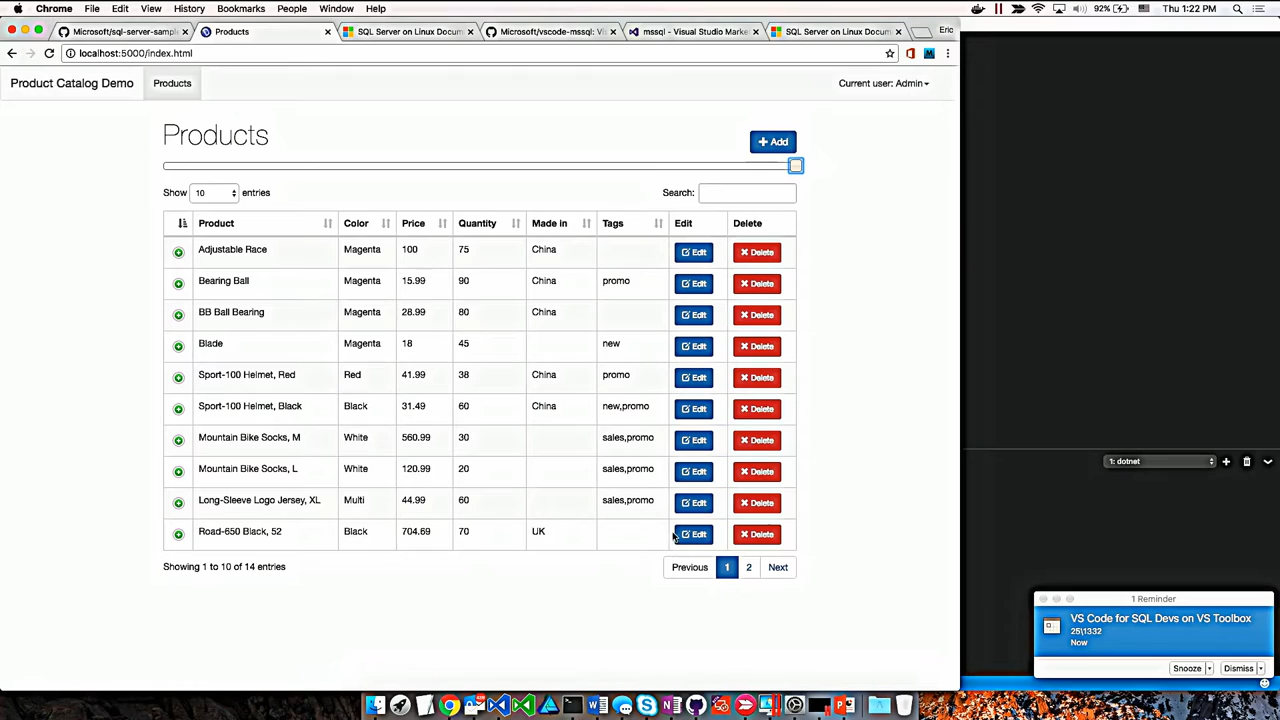 Chrome File Edit View History Bookmarks People Window Help 92% Thu 1:22 PM
Microsoft/sql-server-sampl × Products × SQL Server on Linux Docum × Microsoft/vscode-mssql: VI × mssql - Visual Studio Marke × SQL Server on Linux Docum × Eric
localhost:5000/index.html
Product Catalog Demo Products Current user: Admin
Products
Add
Show 10 entries Search:
Product Color Price Quantity Made in Tags Edit Delete
Adjustable Race Magenta 100 75 China Edit Delete
Bearing Ball Magenta 15.99 90 China promo Edit Delete
BB Ball Bearing Magenta 28.99 80 China Edit Delete
Blade Magenta 18 45 new Edit Delete
Sport-100 Helmet, Red Red 41.99 38 China promo Edit Delete
Sport-100 Helmet, Black Black 31.49 60 China new,promo Edit Delete
Mountain Bike Socks, M White 560.99 30 sales,promo Edit Delete
Mountain Bike Socks, L White 120.99 20 sales,promo Edit Delete
Long-Sleeve Logo Jersey, XL Multi 44.99 60 sales,promo Edit Delete
Road-650 Black, 52 Black 704.69 70 UK Edit Delete
Showing 1 to 10 of 14 entries Previous 1 2 Next
1: dotnet
1 Reminder
VS Code for SQL Devs on VS Toolbox
25\1332
Now
Snooze Dismiss